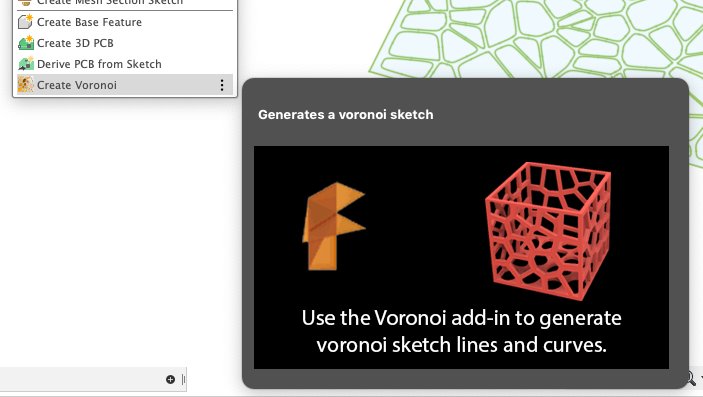 Create Mesh Section Sketch
Create Base Feature
Create 3D PCB
Derive PCB from Sketch
Create Voronoi
Generates a voronoi sketch
Use the Voronoi add-in to generate
voronoi sketch lines and curves.